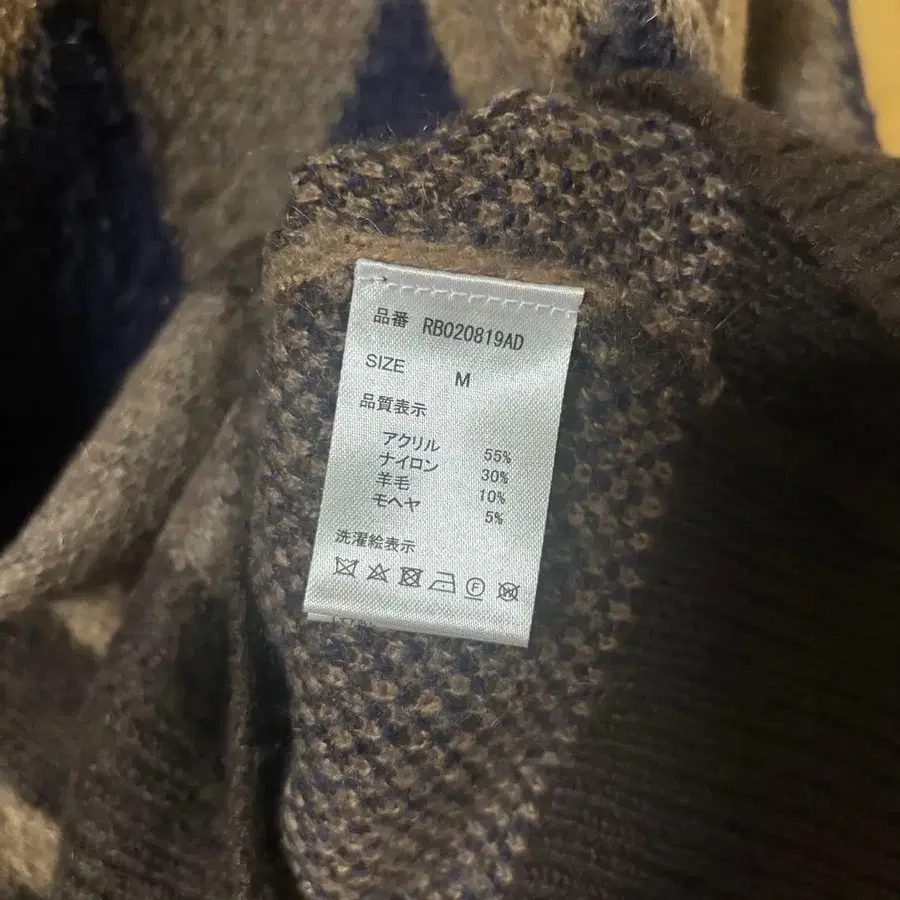 品番 RB020819AD
SIZE M
品質表示
アクリル 55%
ナイロン 30%
羊毛 10%
モヘヤ 5%
洗濯絵表示
F W